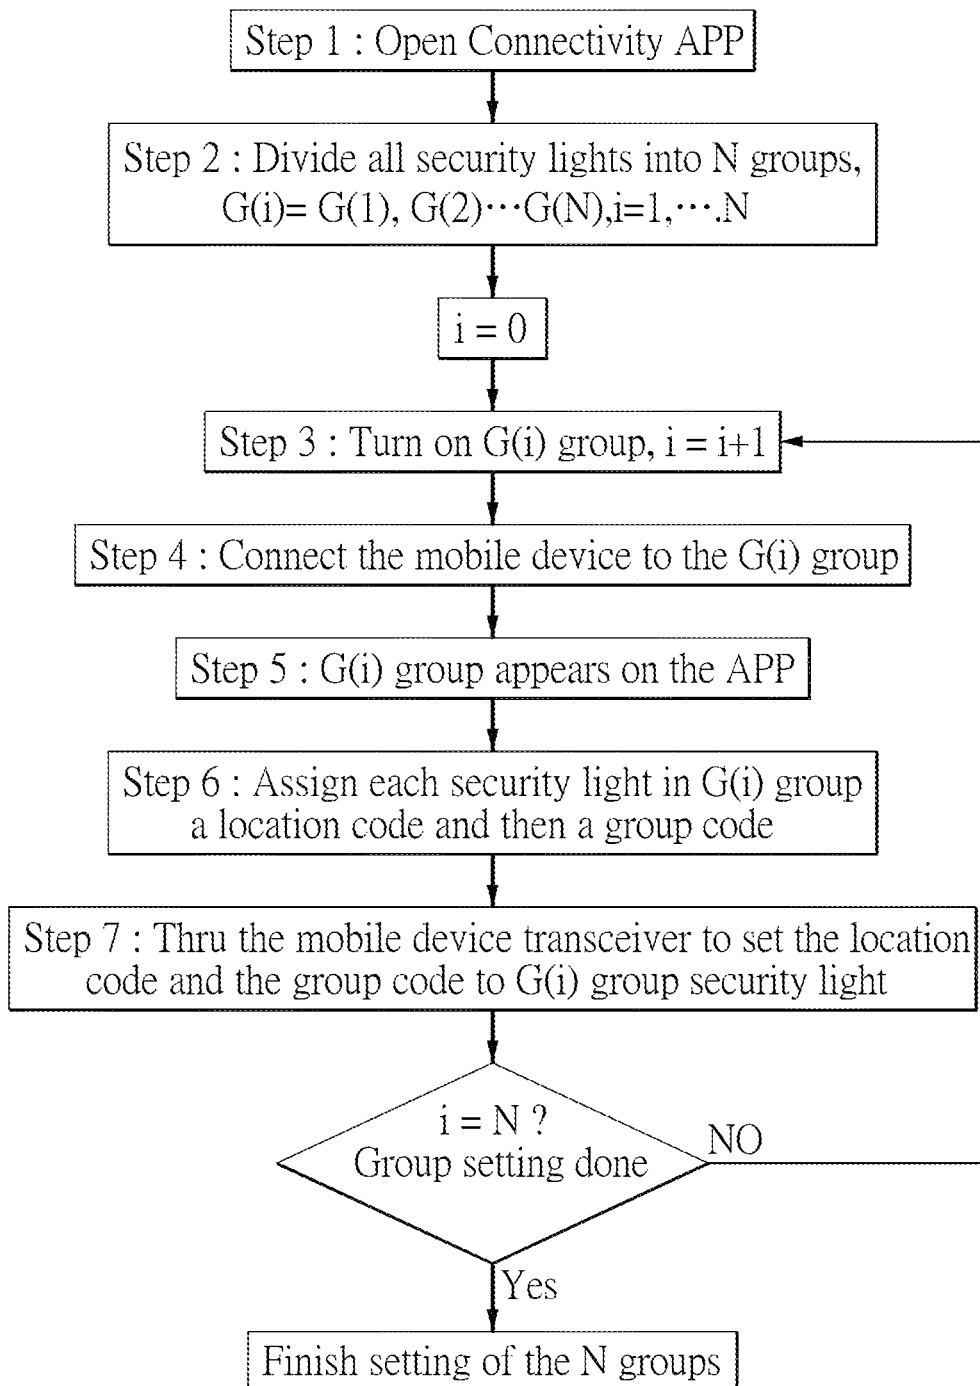 Step 1 : Open Connectivity APP
Step 2 : Divide all security lights into N groups,
G(i)= G(1), G(2)⋯G(N),i=1,⋯.N
i = 0
Step 3 : Turn on G(i) group, i = i+1
Step 4 : Connect the mobile device to the G(i) group
Step 5 : G(i) group appears on the APP
Step 6 : Assign each security light in G(i) group
a location code and then a group code
Step 7 : Thru the mobile device transceiver to set the location
code and the group code to G(i) group security light
i = N ?
Group setting done
NO
Yes
Finish setting of the N groups